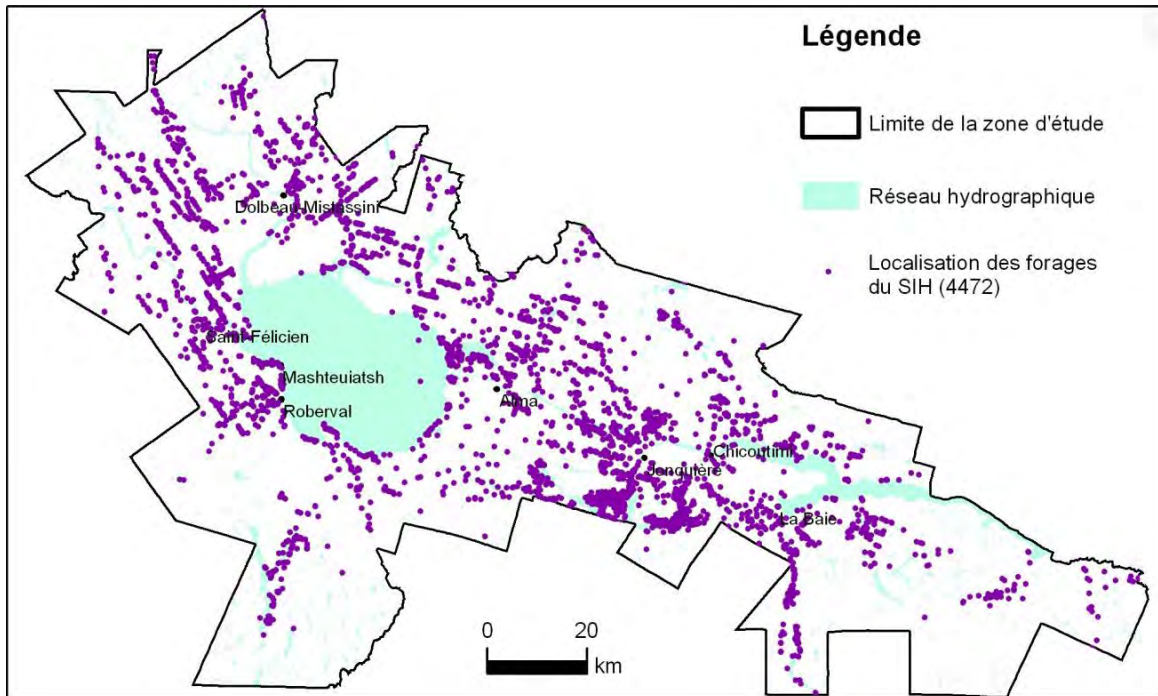 Légende
Limite de la zone d'étude
Réseau hydrographique
Localisation des forages
du SIH (4472)
Dolbeau-Mistassini
Saint-Félicien
Mashteuiatsh
Roberval
Alma
Chicoutimi
Jonquière
La Baie
0 20
km